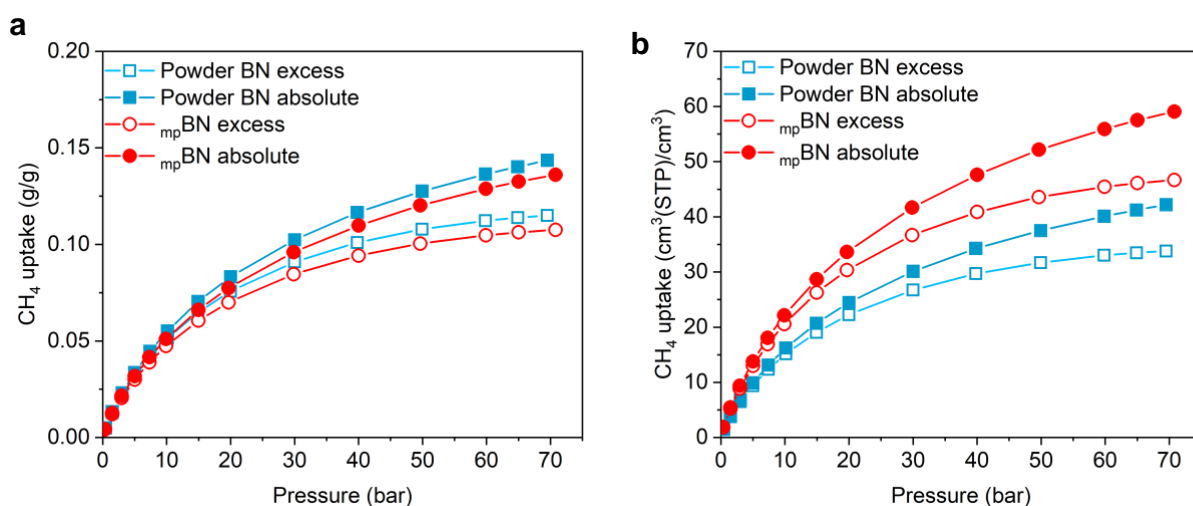 a
CH₄ uptake (g/g)
0.20
0.15
0.10
0.05
0.00
Powder BN excess
Powder BN absolute
mpBN excess
mpBN absolute
0 10 20 30 40 50 60 70
Pressure (bar)
b
CH₄ uptake (cm³(STP)/cm³)
70
60
50
40
30
20
10
0
Powder BN excess
Powder BN absolute
mpBN excess
mpBN absolute
0 10 20 30 40 50 60 70
Pressure (bar)